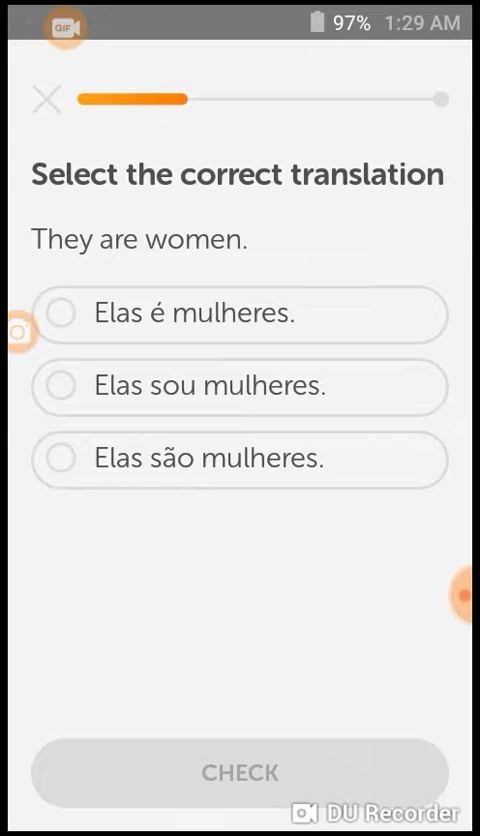 GIF
97% 1:29 AM
Select the correct translation
They are women.
Elas é mulheres.
Elas sou mulheres.
Elas são mulheres.
CHECK
DU Recorder